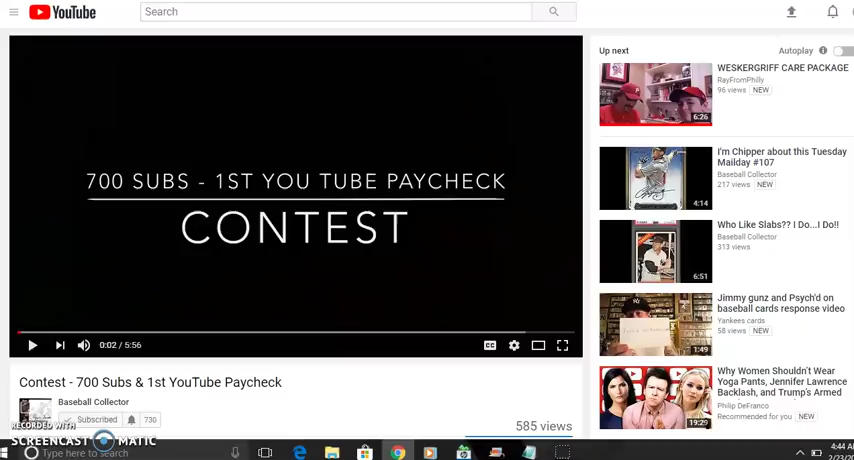 YouTube
Search
700 SUBS - 1ST YOU TUBE PAYCHECK
CONTEST
0:02 / 5:56
Contest - 700 Subs & 1st YouTube Paycheck
Baseball Collector
Subscribed 730
585 views
Up next
Autoplay
WESKERGRIFF CARE PACKAGE
RayFromPhilly
96 views NEW
6:26
I'm Chipper about this Tuesday
Mailday #107
Baseball Collector
217 views NEW
4:14
Who Like Slabs?? I Do...I Do!!
Baseball Collector
313 views
6:51
Jimmy gunz and Psych'd on
baseball cards response video
Yankees cards
58 views NEW
1:49
Why Women Shouldn't Wear
Yoga Pants, Jennifer Lawrence
Backlash, and Trump's Armed
Philip DeFranco
Recommended for you NEW
19:29
RECORDED WITH
SCREENCAST MATIC
Type here to search
4:44
2/23/20